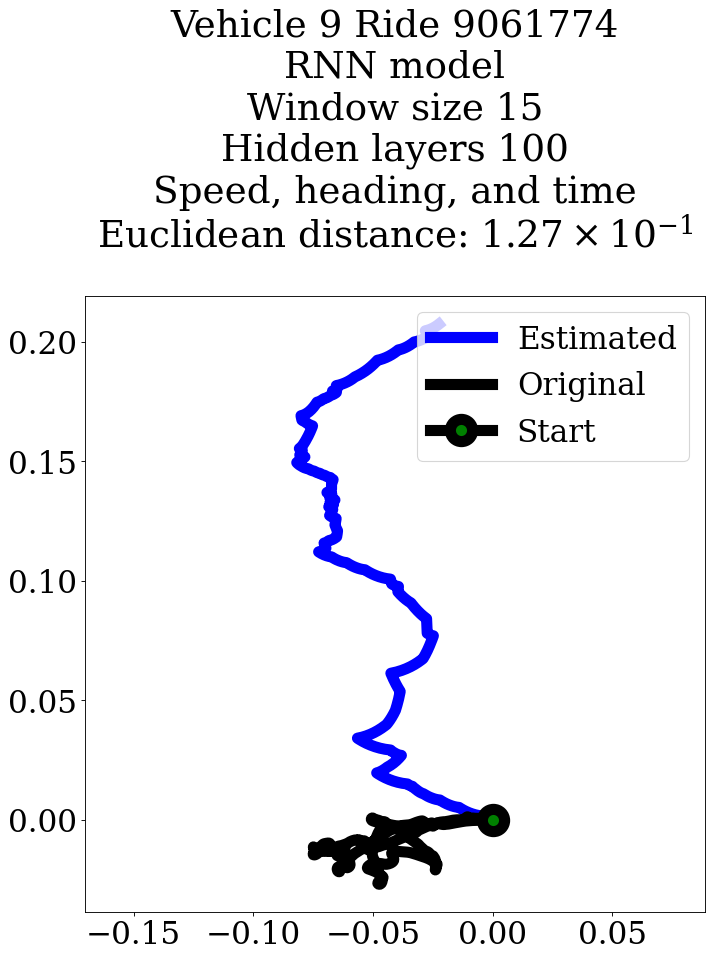 Vehicle 9 Ride 9061774
RNN model
Window size 15
Hidden layers 100
Speed, heading, and time
Euclidean distance: 1.27 × 10⁻¹
Estimated
Original
Start
0.20
0.15
0.10
0.05
0.00
−0.15 −0.10 −0.05 0.00 0.05